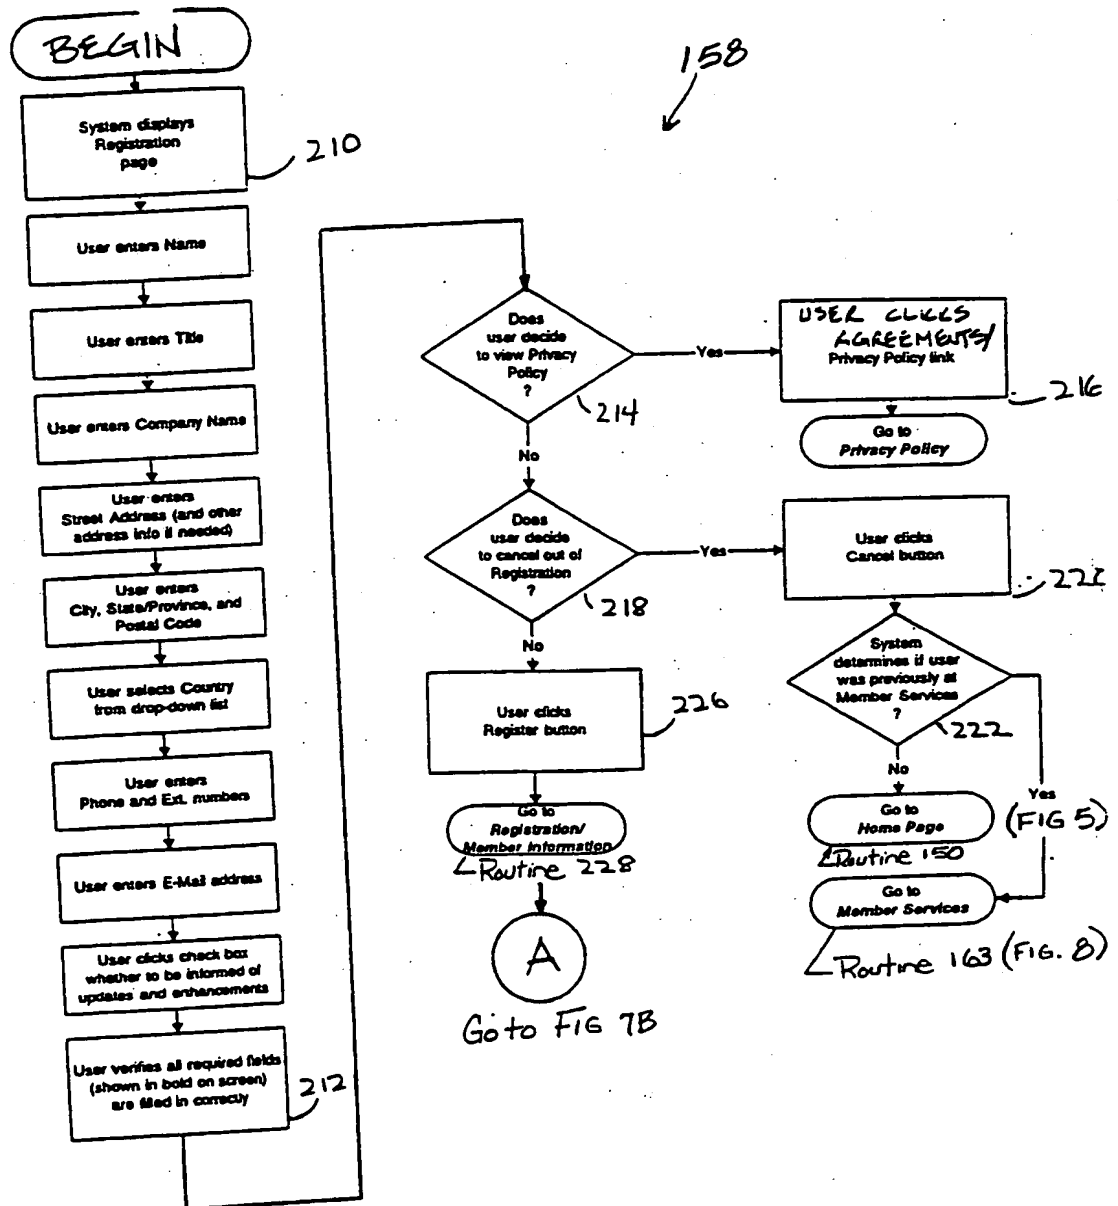 BEGIN
158
System displays
Registration
page
210
User enters Name
User enters Title
User enters Company Name
User enters
Street Address (and other
address info if needed)
User enters
City, State/Province, and
Postal Code
User selects Country
from drop-down list
User enters
Phone and Ext. numbers
User enters E-Mail address
User clicks check box
whether to be informed of
updates and enhancements
User verifies all required fields
(shown in bold on screen)
are filled in correctly
212
Does
user decide
to view Privacy
Policy
?
214
Yes
USER CLICKS
AGREEMENTS/
Privacy Policy link
216
Go to
Privacy Policy
No
Does
user decide
to cancel out of
Registration
?
218
Yes
User clicks
Cancel button
222
System
determines if user
was previously at
Member Services
?
222
No
Yes
Go to
Home Page
(FIG 5)
Routine 150
Go to
Member Services
Routine 163 (FIG. 8)
No
User clicks
Register button
226
Go to
Registration/
Member Information
Routine 228
A
Go to FIG 7B